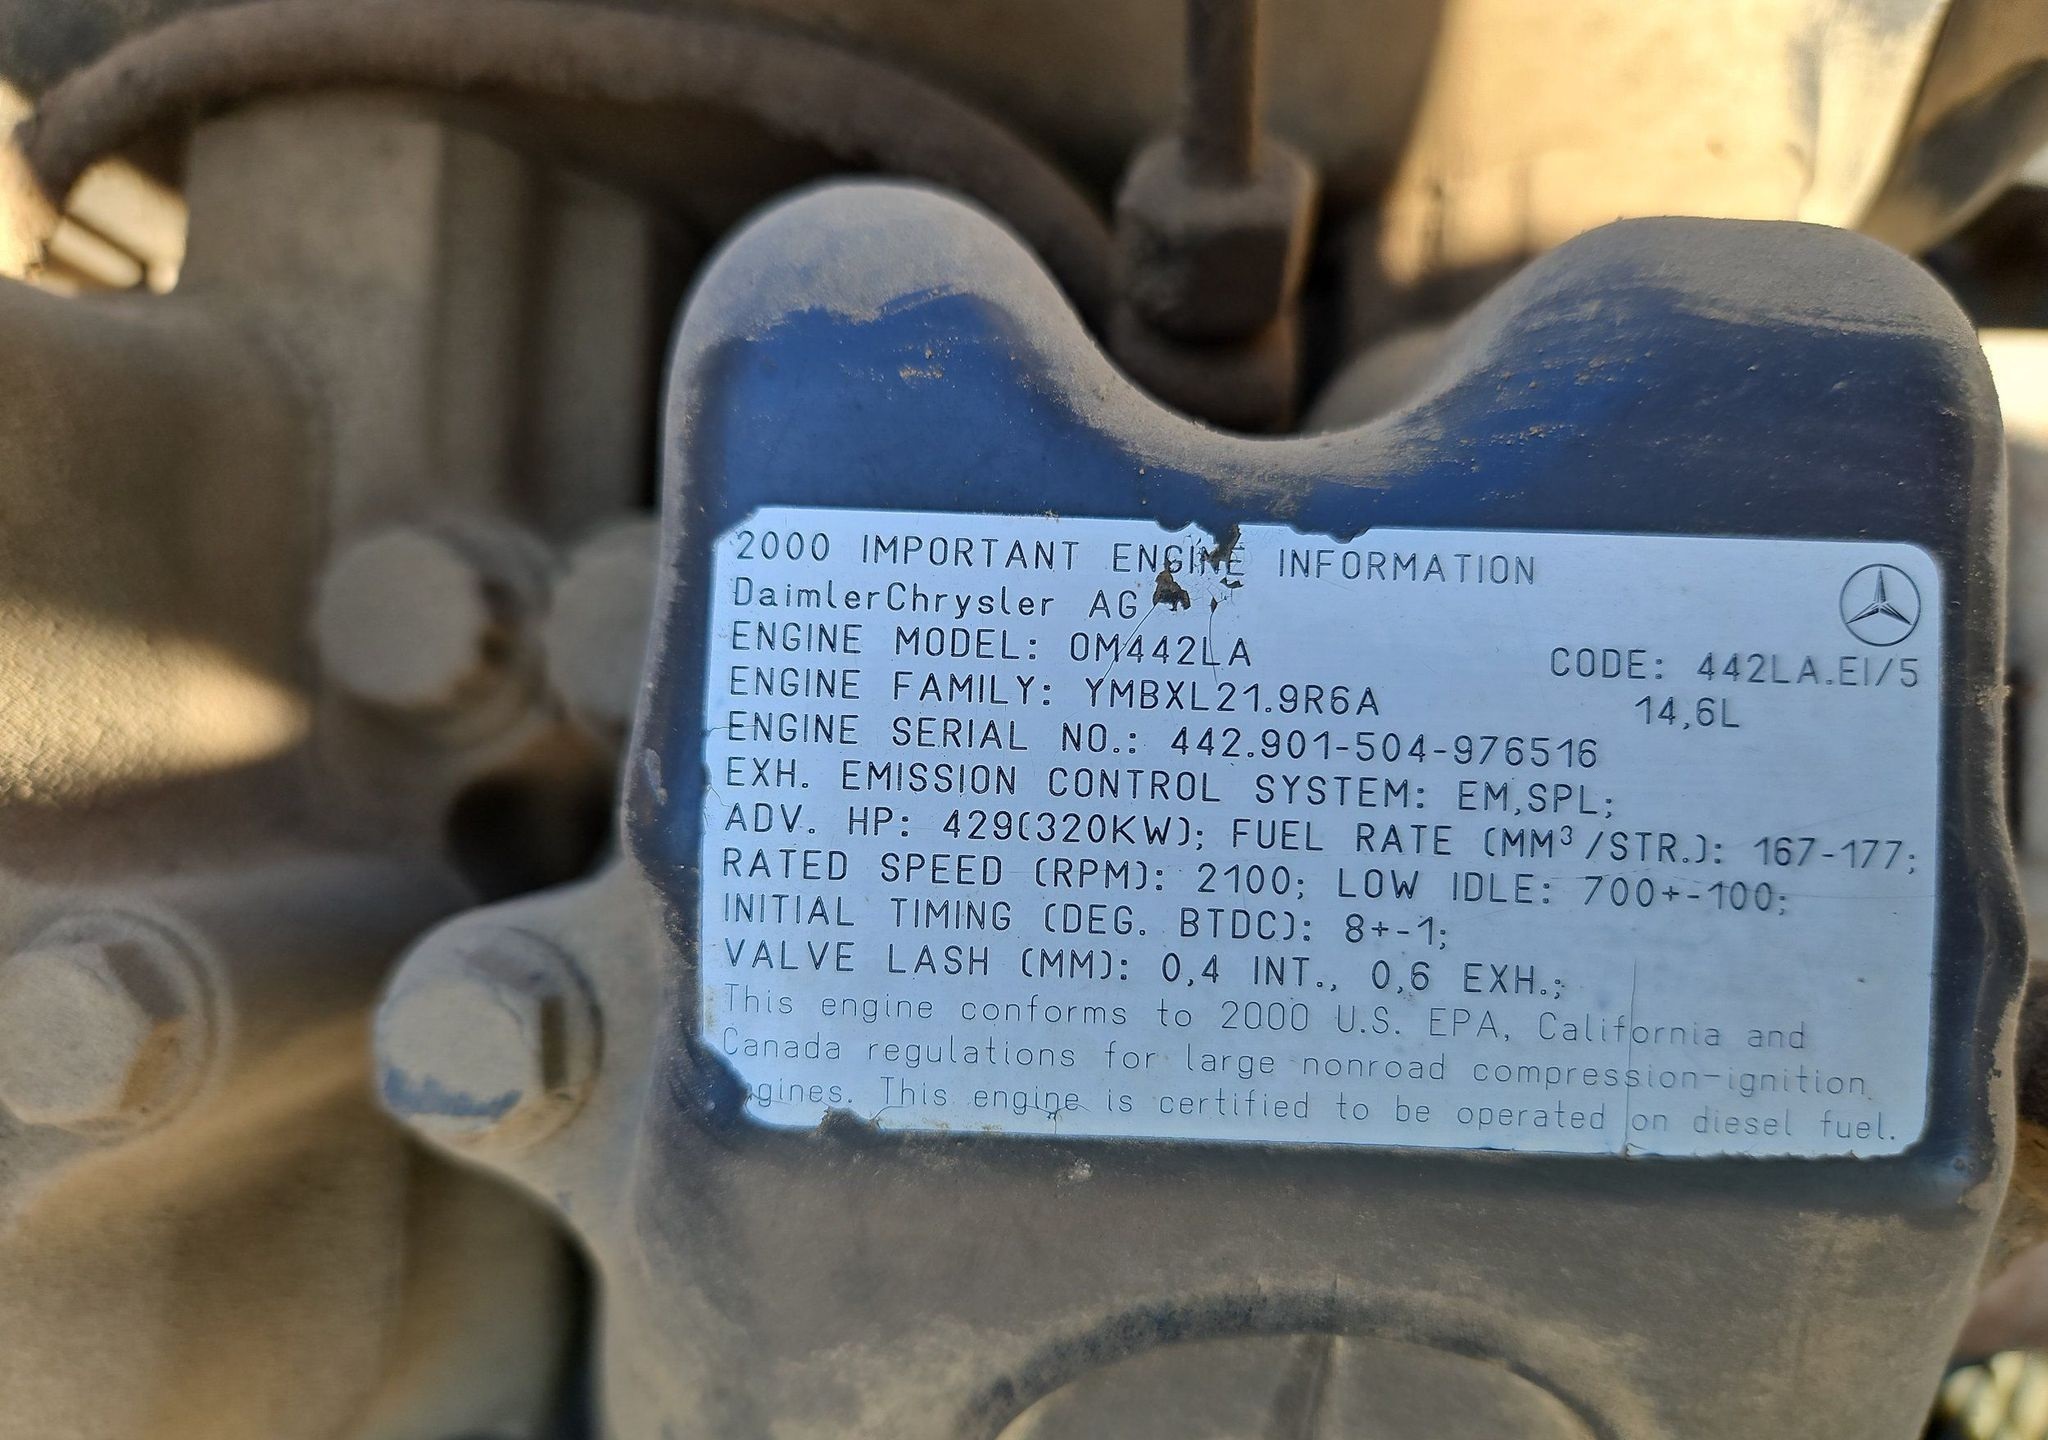 2000 IMPORTANT ENGINE INFORMATION
DaimlerChrysler AG
ENGINE MODEL: OM442LA CODE: 442LA.EI/5
ENGINE FAMILY: YMBXL21.9R6A 14,6L
ENGINE SERIAL NO.: 442.901-504-976516
EXH. EMISSION CONTROL SYSTEM: EM,SPL;
ADV. HP: 429(320KW); FUEL RATE (MM³/STR.): 167-177;
RATED SPEED (RPM): 2100; LOW IDLE: 700+-100;
INITIAL TIMING (DEG. BTDC): 8+-1;
VALVE LASH (MM): 0,4 INT., 0,6 EXH.;
This engine conforms to 2000 U.S. EPA, California and
Canada regulations for large nonroad compression-ignition
gines. This engine is certified to be operated on diesel fuel.